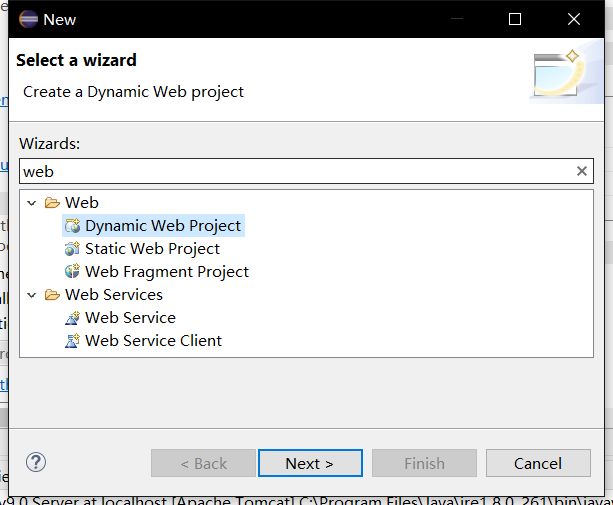 New
Select a wizard
Create a Dynamic Web project
Wizards:
web
Web
Dynamic Web Project
Static Web Project
Web Fragment Project
Web Services
Web Service
Web Service Client
< Back
Next >
Finish
Cancel
v9.0 Server at localhost [Apache Tomcat] C:\Program Files\Java\jre1.8.0_261\bin\javaw